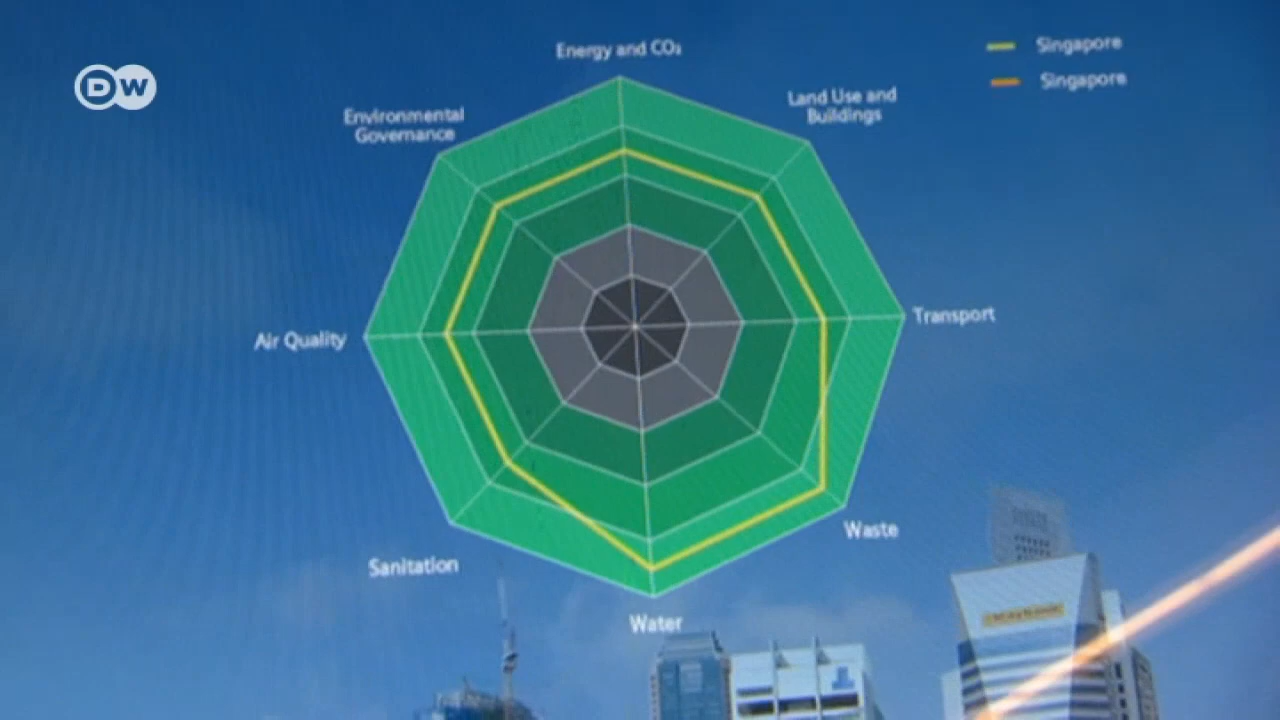 DW
Energy and CO₂
Singapore
Singapore
Land Use and
Buildings
Environmental
Governance
Transport
Air Quality
Waste
Sanitation
Water